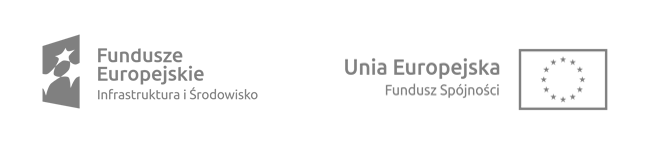 Fundusze
Europejskie
Infrastruktura i Środowisko
Unia Europejska
Fundusz Spójności